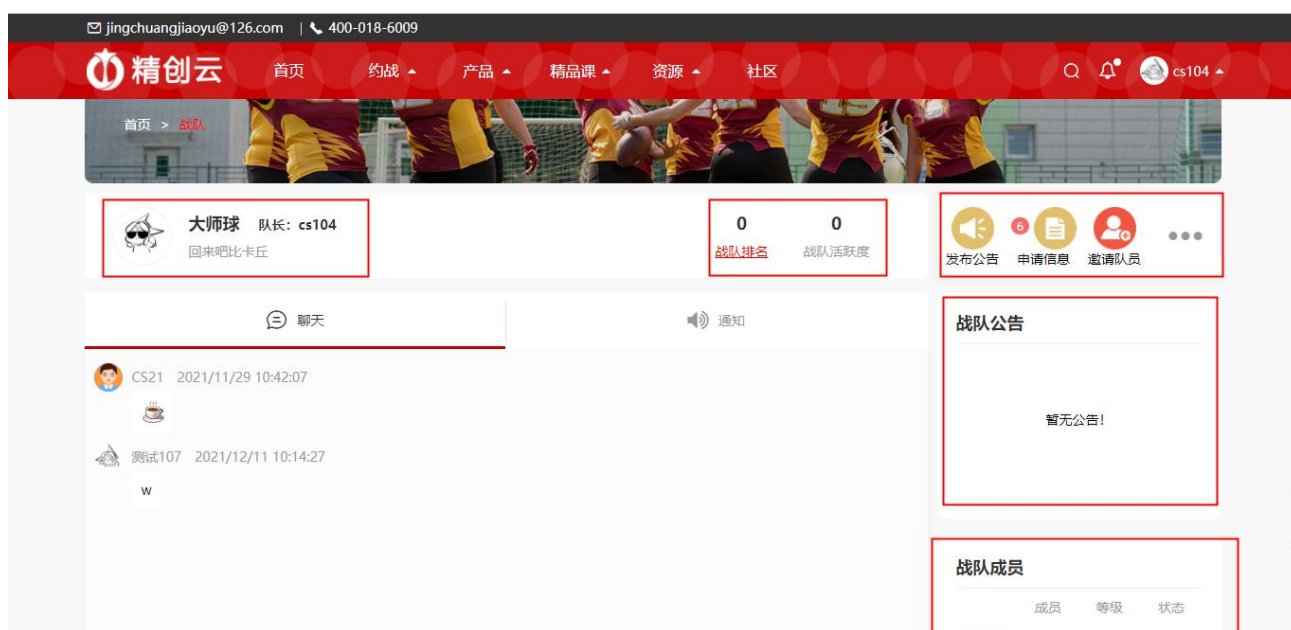 jingchuangjiaoyu@126.com | 400-018-6009
精创云 首页 约战 产品 精品课 资源 社区 cs104
首页 > 战队
大师球 队长：cs104
回来吧比卡丘
0 0
战队排名 战队活跃度
6
发布公告 申请信息 邀请队员
聊天 通知
CS21 2021/11/29 10:42:07
测试107 2021/12/11 10:14:27
w
战队公告
暂无公告！
战队成员
成员 等级 状态